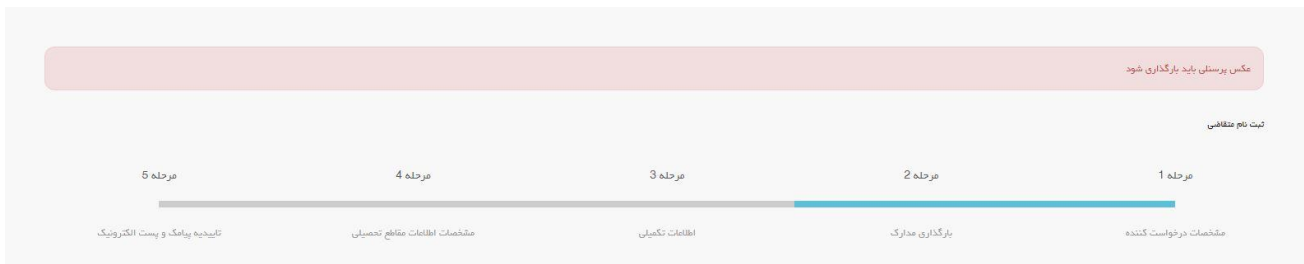 عکس پرسنلی باید بارگذاری شود
ثبت نام متقاضی
مرحله 1 مرحله 2 مرحله 3 مرحله 4 مرحله 5
مشخصات درخواست کننده بارگذاری مدارک اطلاعات تکمیلی مشخصات اطلاعات مقاطع تحصیلی تاییدیه پیامک و پست الکترونیک